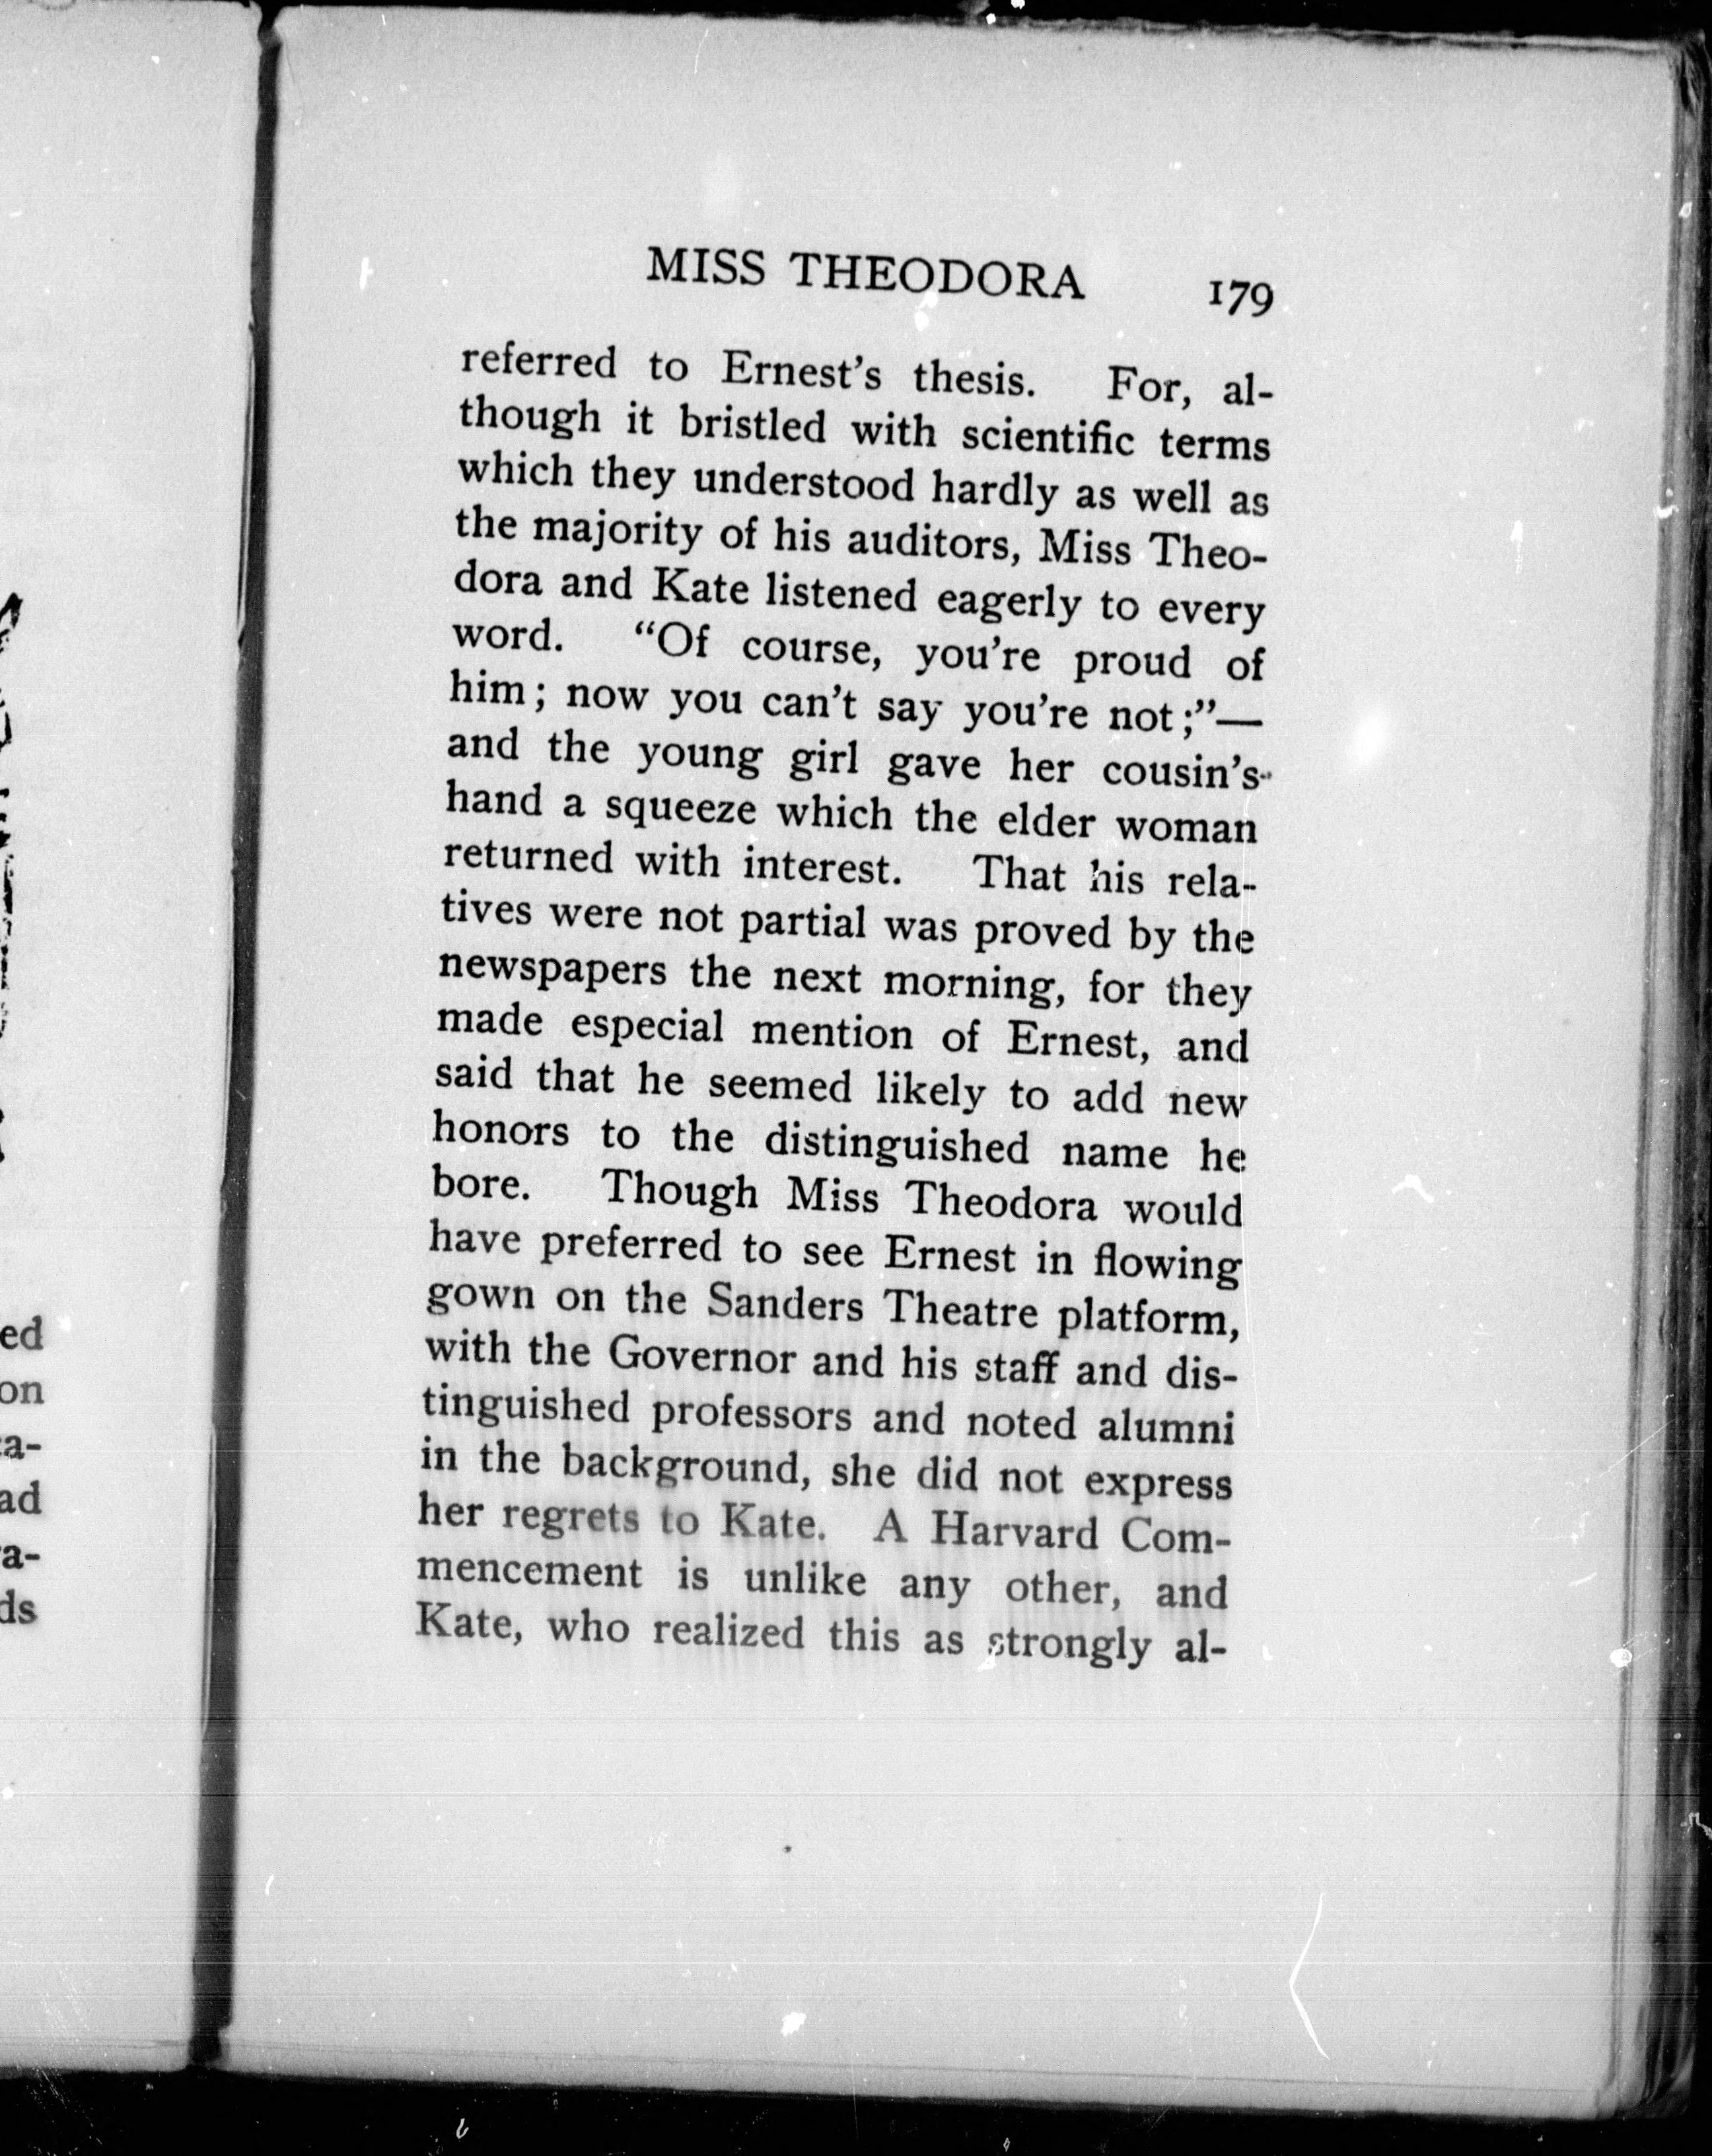 MISS THEODORA 179
referred to Ernest's thesis. For, al-
though it bristled with scientific terms
which they understood hardly as well as
the majority of his auditors, Miss Theo-
dora and Kate listened eagerly to every
word. “Of course, you're proud of
him; now you can't say you're not;”—
and the young girl gave her cousin's
hand a squeeze which the elder woman
returned with interest. That his rela-
tives were not partial was proved by the
newspapers the next morning, for they
made especial mention of Ernest, and
said that he seemed likely to add new
honors to the distinguished name he
bore. Though Miss Theodora would
have preferred to see Ernest in flowing
gown on the Sanders Theatre platform,
with the Governor and his staff and dis-
tinguished professors and noted alumni
in the background, she did not express
her regrets to Kate. A Harvard Com-
mencement is unlike any other, and
Kate, who realized this as strongly al-